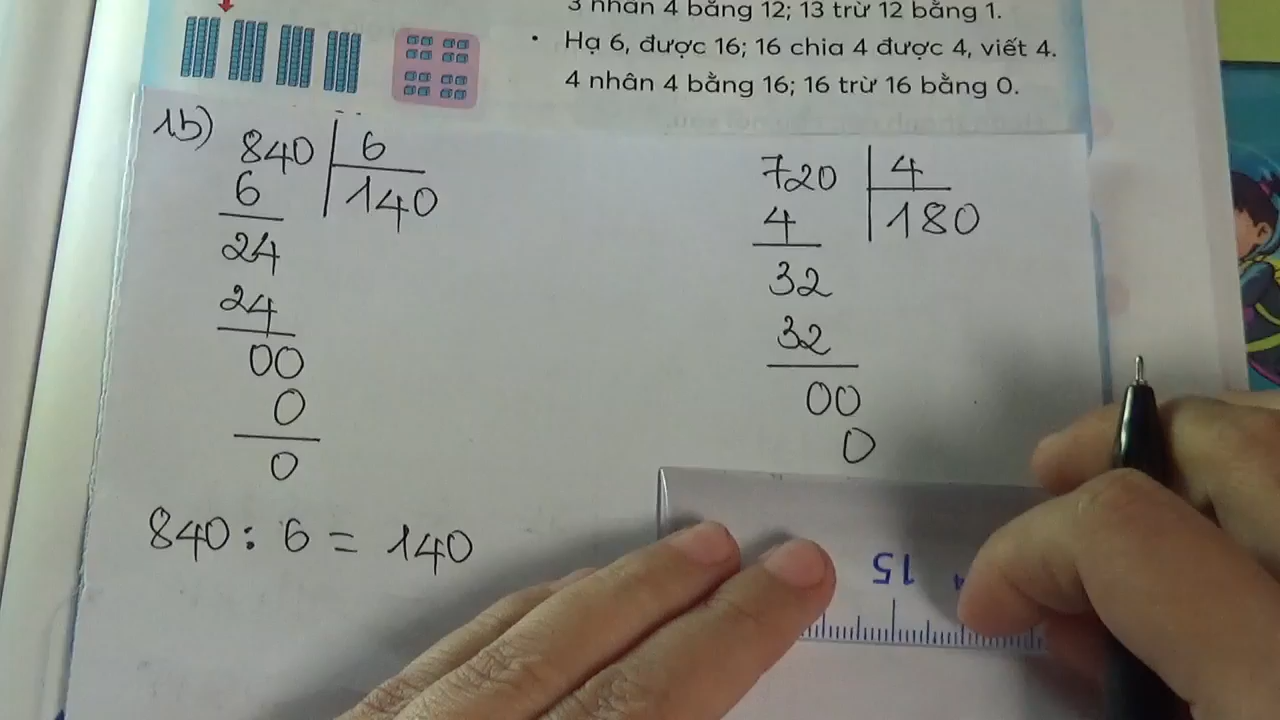 3 nhân 4 bằng 12; 13 trừ 12 bằng 1.
• Hạ 6, được 16; 16 chia 4 được 4, viết 4.
4 nhân 4 bằng 16; 16 trừ 16 bằng 0.
1b)
840 6
6 140
24
24
00
0
0
840 : 6 = 140
720 4
4 180
32
32
00
0
15